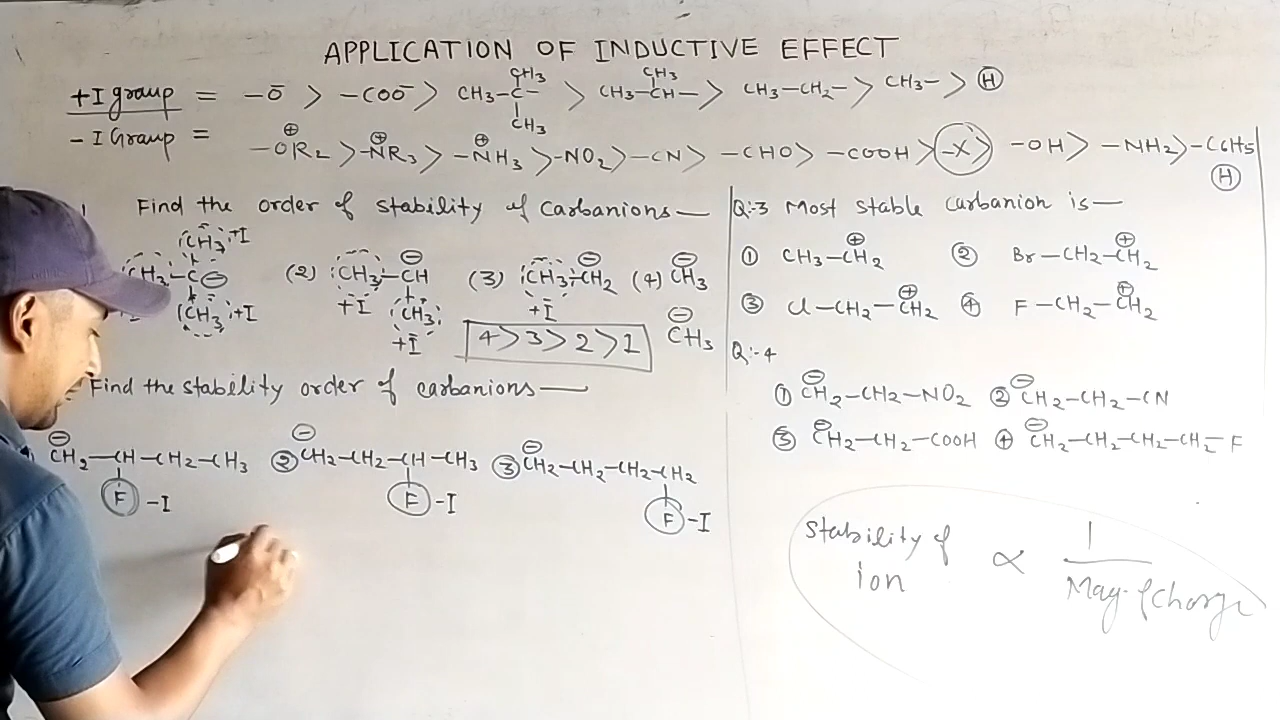 APPLICATION OF INDUCTIVE EFFECT
+I group = -Ō > -COO⁻ > CH3-C(CH3)(CH3)- > CH3-CH(CH3)- > CH3-CH2- > CH3- > Ⓗ
-I Group = -O⊕R2 > -N⊕R3 > -N⊕H3 > -NO2 > -CN > -CHO > -COOH > -X > -OH > -NH2 > -C6H5
Ⓗ
Find the order of stability of carbanions—
CH3-C⊖ CH3 +I CH3 +I
(2) CH3-CH⊖ +I CH3 +I
(3) CH3-CH2⊖ +I
(4) CH3⊖
4>3>2>1
CH3⊖
Find the stability order of carbanions—
CH2⊖-CH-CH2-CH3 F -I
② CH2⊖-CH2-CH-CH3 F -I
③ CH2⊖-CH2-CH2-CH2 F -I
Q:-3 Most stable carbanion is—
① CH3-CH2⊕ ② Br-CH2-CH2⊕
③ Cl-CH2-CH2⊕ ④ F-CH2-CH2⊕
Q:-4
① CH2⊖-CH2-NO2 ② CH2⊖-CH2-CN
③ CH2⊖-CH2-COOH ④ CH2⊖-CH2-CH2-CH2-F
Stability of ion ∝ 1 / Mag. of charge